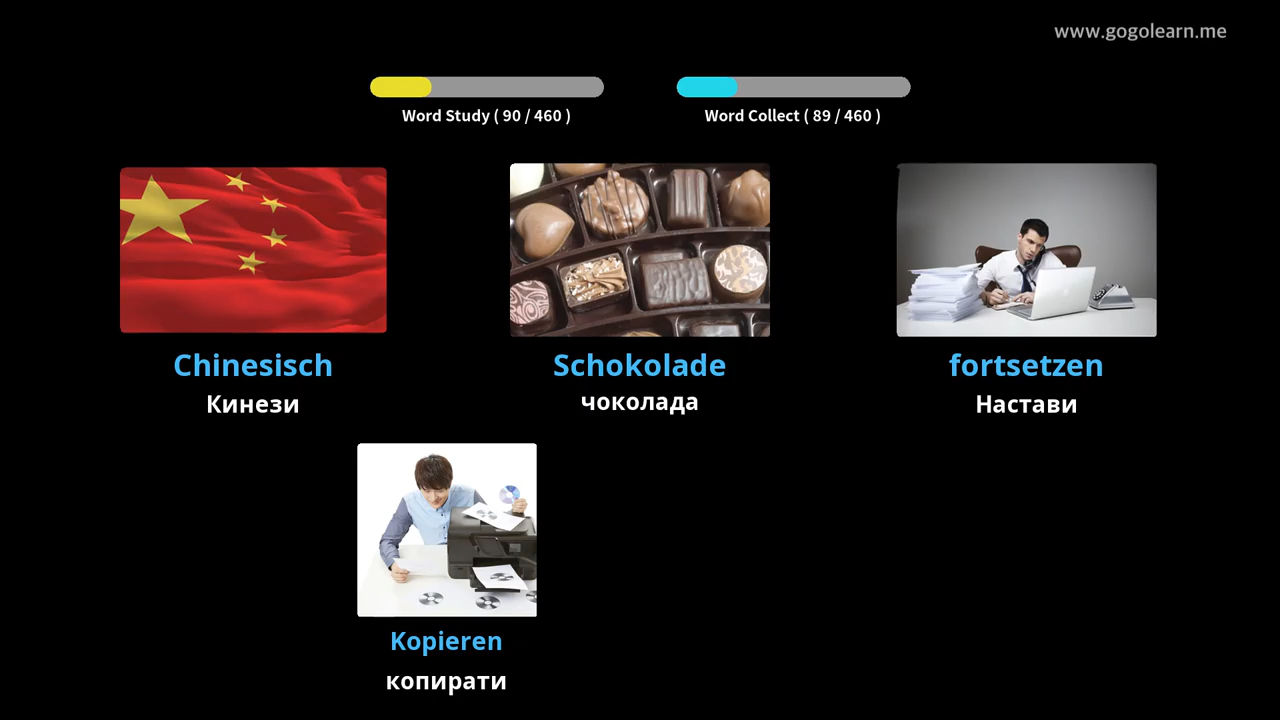 www.gogolearn.me
Word Study ( 90 / 460 )
Word Collect ( 89 / 460 )
Chinesisch
Кинези
Schokolade
чоколада
fortsetzen
Настави
Kopieren
копирати